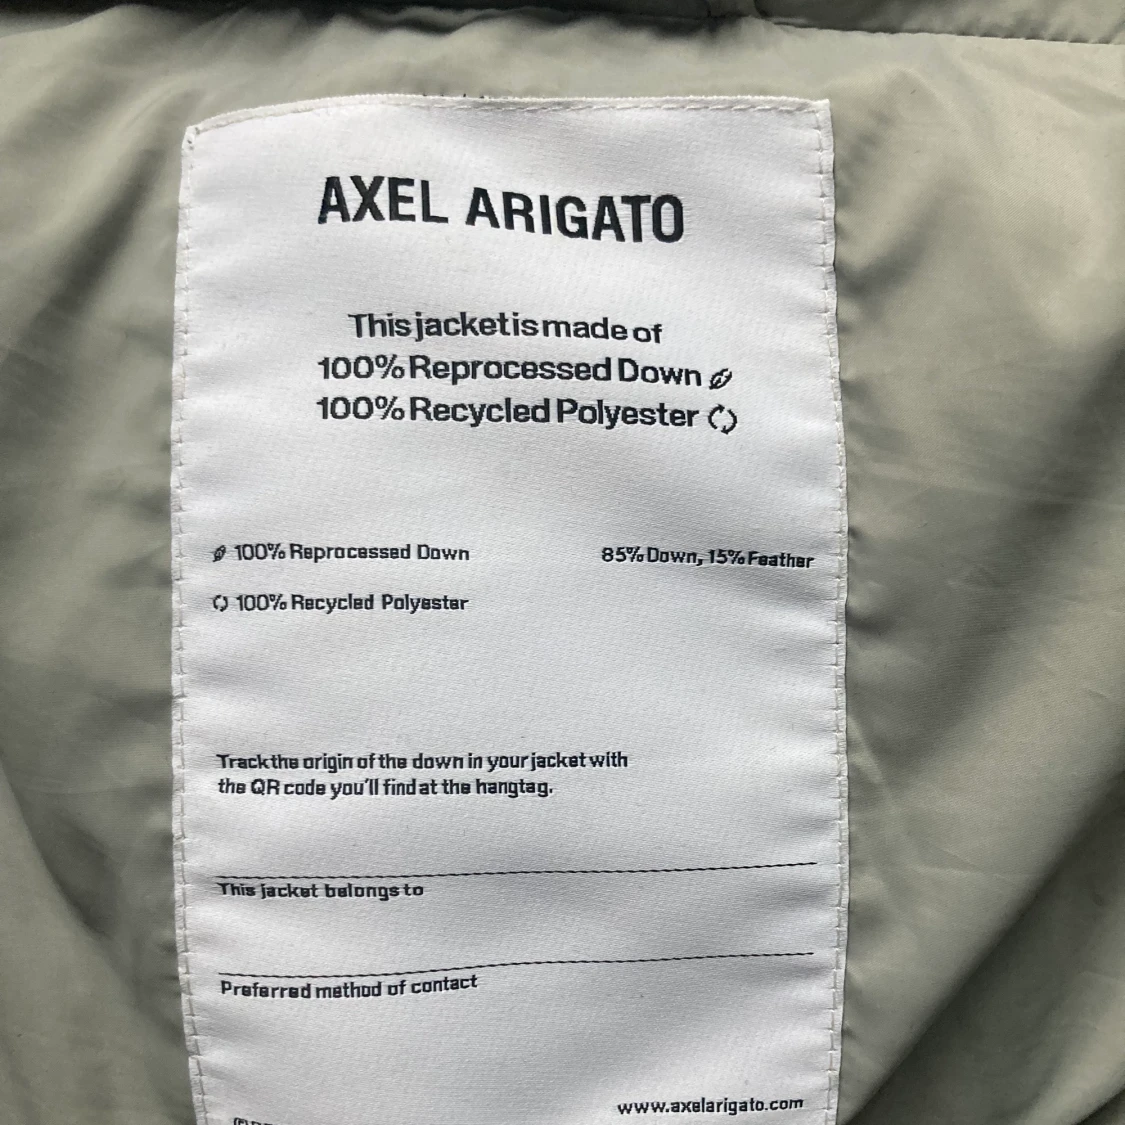 AXEL ARIGATO
This jacket is made of
100% Reprocessed Down
100% Recycled Polyester
100% Reprocessed Down 85% Down, 15% Feather
100% Recycled Polyester
Track the origin of the down in your jacket with
the QR code you'll find at the hangtag.
This jacket belongs to
Preferred method of contact
www.axelarigato.com